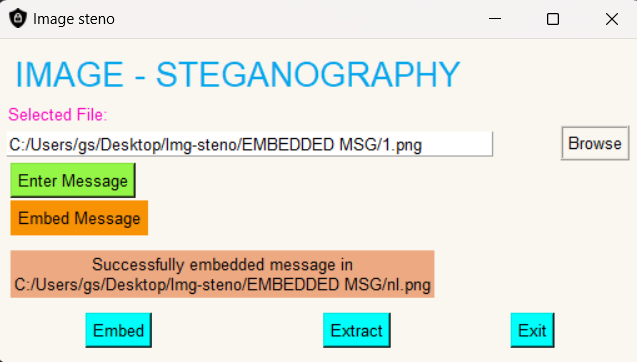 Image steno
IMAGE - STEGANOGRAPHY
Selected File:
C:/Users/gs/Desktop/Img-steno/EMBEDDED MSG/1.png
Browse
Enter Message
Embed Message
Successfully embedded message in
C:/Users/gs/Desktop/Img-steno/EMBEDDED MSG/nl.png
Embed
Extract
Exit